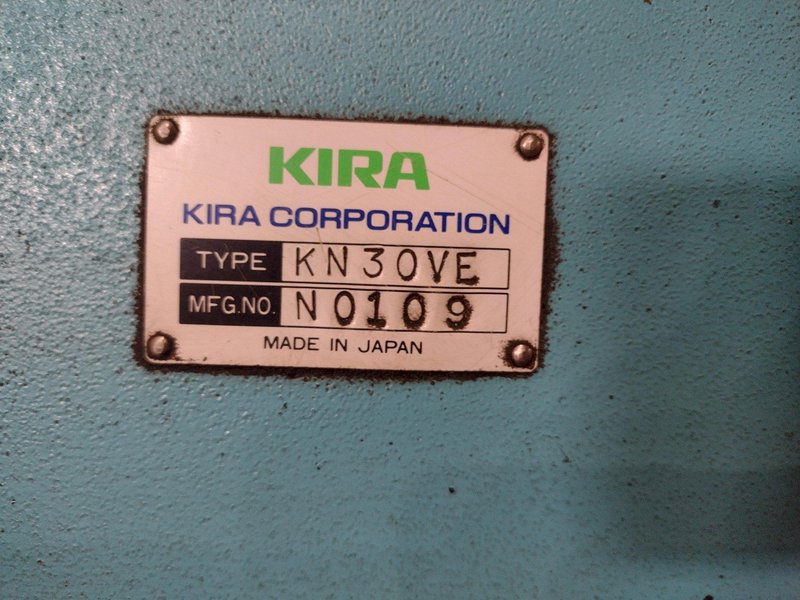 KIRA
KIRA CORPORATION
TYPE KN30VE
MFG.NO. N0109
MADE IN JAPAN